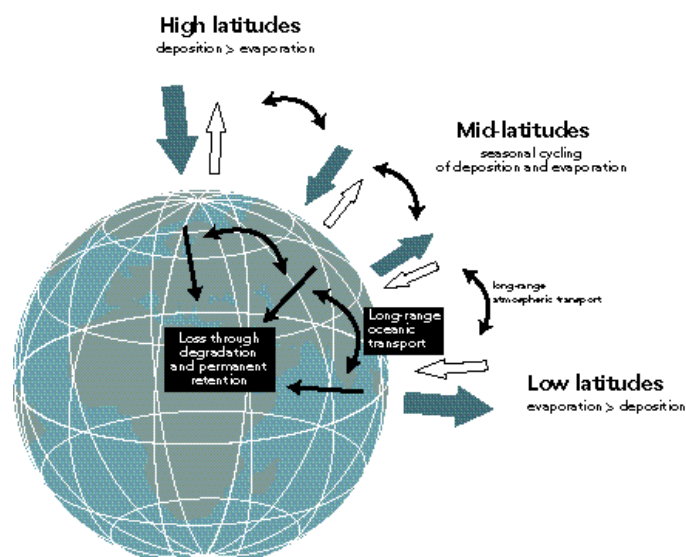 High latitudes
deposition > evaporation
Mid-latitudes
seasonal cycling
of deposition and evaporation
long-range
atmospheric transport
Long-range
oceanic
transport
Loss through
degradation
and permanent
retention
Low latitudes
evaporation > deposition